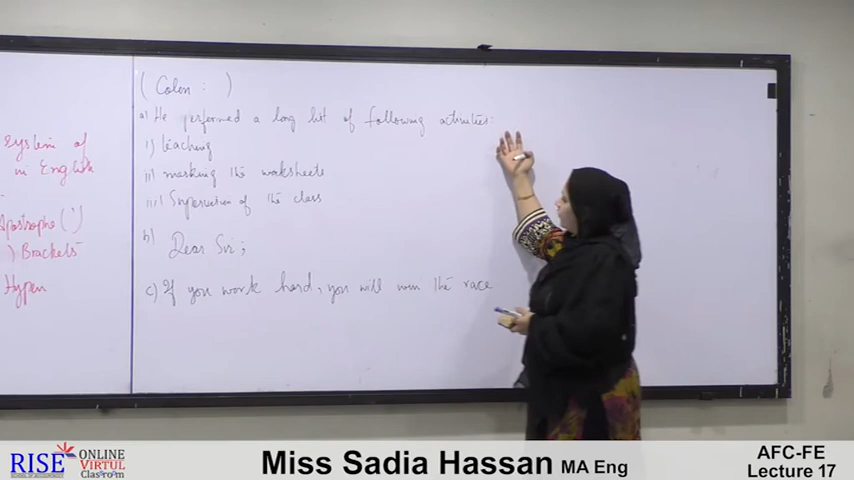 System of
in English
Apostrophe (')
) Brackets
Hypen
( Colon : )
a) He performed a long list of following activities:
i) teaching
ii) marking the worksheets
iii) Supervision of the class
b) Dear Sir;
c) If you work hard, you will win the race
RISE ONLINE VIRTUL Classroom
Miss Sadia Hassan MA Eng
AFC-FE
Lecture 17